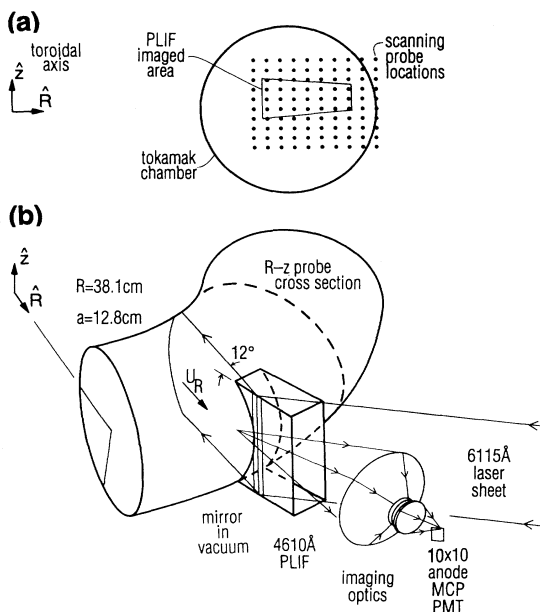 (a)
toroidal
axis
ẑ
R̂
PLIF
imaged
area
scanning
probe
locations
tokamak
chamber
(b)
ẑ
R̂
R=38.1cm
a=12.8cm
R–z probe
cross section
12°
U_R
6115Å
laser
sheet
mirror
in
vacuum
4610Å
PLIF
imaging
optics
10x10
anode
MCP
PMT